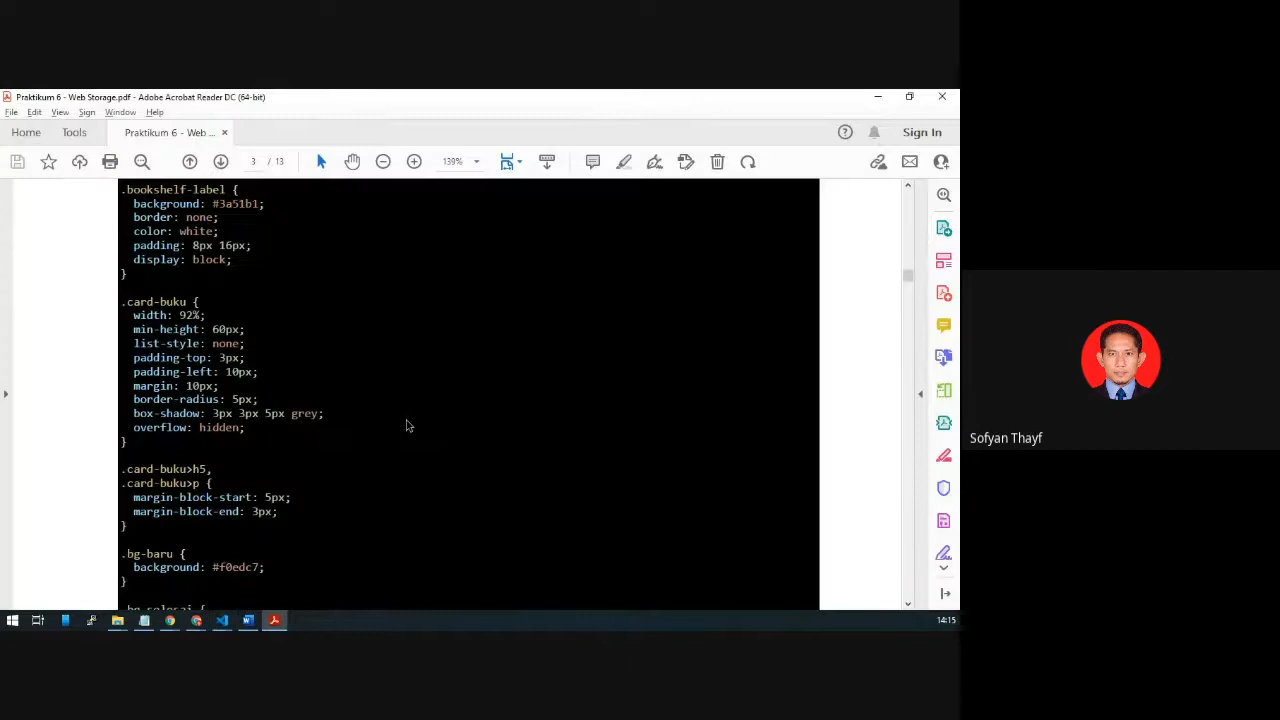 Praktikum 6 - Web Storage.pdf - Adobe Acrobat Reader DC (64-bit)
File Edit View Sign Window Help
Home Tools Praktikum 6 - Web ... × Sign In
3 / 13 139%
.bookshelf-label {
  background: #3a51b1;
  border: none;
  color: white;
  padding: 8px 16px;
  display: block;
}
.card-buku {
  width: 92%;
  min-height: 60px;
  list-style: none;
  padding-top: 3px;
  padding-left: 10px;
  margin: 10px;
  border-radius: 5px;
  box-shadow: 3px 3px 5px grey;
  overflow: hidden;
}
.card-buku>h5,
.card-buku>p {
  margin-block-start: 5px;
  margin-block-end: 3px;
}
.bg-baru {
  background: #f0edc7;
}
.bg-selesai {
14:15
Sofyan Thayf